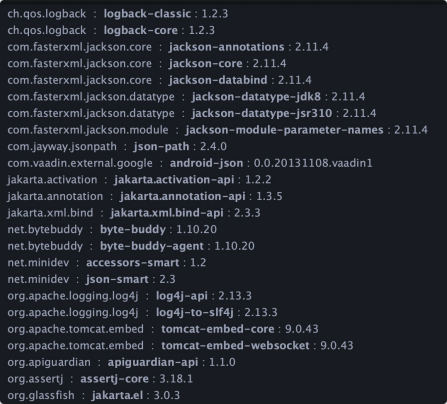 ch.qos.logback : logback-classic : 1.2.3
ch.qos.logback : logback-core : 1.2.3
com.fasterxml.jackson.core : jackson-annotations : 2.11.4
com.fasterxml.jackson.core : jackson-core : 2.11.4
com.fasterxml.jackson.core : jackson-databind : 2.11.4
com.fasterxml.jackson.datatype : jackson-datatype-jdk8 : 2.11.4
com.fasterxml.jackson.datatype : jackson-datatype-jsr310 : 2.11.4
com.fasterxml.jackson.module : jackson-module-parameter-names : 2.11.4
com.jayway.jsonpath : json-path : 2.4.0
com.vaadin.external.google : android-json : 0.0.20131108.vaadin1
jakarta.activation : jakarta.activation-api : 1.2.2
jakarta.annotation : jakarta.annotation-api : 1.3.5
jakarta.xml.bind : jakarta.xml.bind-api : 2.3.3
net.bytebuddy : byte-buddy : 1.10.20
net.bytebuddy : byte-buddy-agent : 1.10.20
net.minidev : accessors-smart : 1.2
net.minidev : json-smart : 2.3
org.apache.logging.log4j : log4j-api : 2.13.3
org.apache.logging.log4j : log4j-to-slf4j : 2.13.3
org.apache.tomcat.embed : tomcat-embed-core : 9.0.43
org.apache.tomcat.embed : tomcat-embed-websocket : 9.0.43
org.apiguardian : apiguardian-api : 1.1.0
org.assertj : assertj-core : 3.18.1
org.glassfish : jakarta.el : 3.0.3